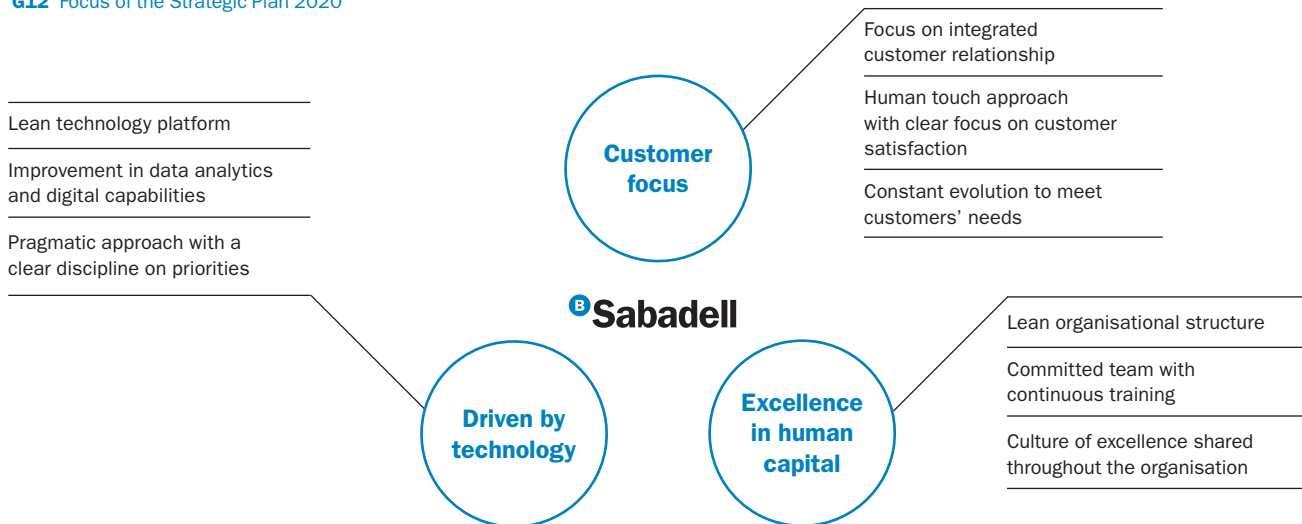 G12 Focus of the Strategic Plan 2020
Focus on integrated
customer relationship
Human touch approach
with clear focus on customer
satisfaction
Constant evolution to meet
customers' needs
Customer
focus
Lean technology platform
Improvement in data analytics
and digital capabilities
Pragmatic approach with a
clear discipline on priorities
B Sabadell
Driven by
technology
Excellence
in human
capital
Lean organisational structure
Committed team with
continuous training
Culture of excellence shared
throughout the organisation